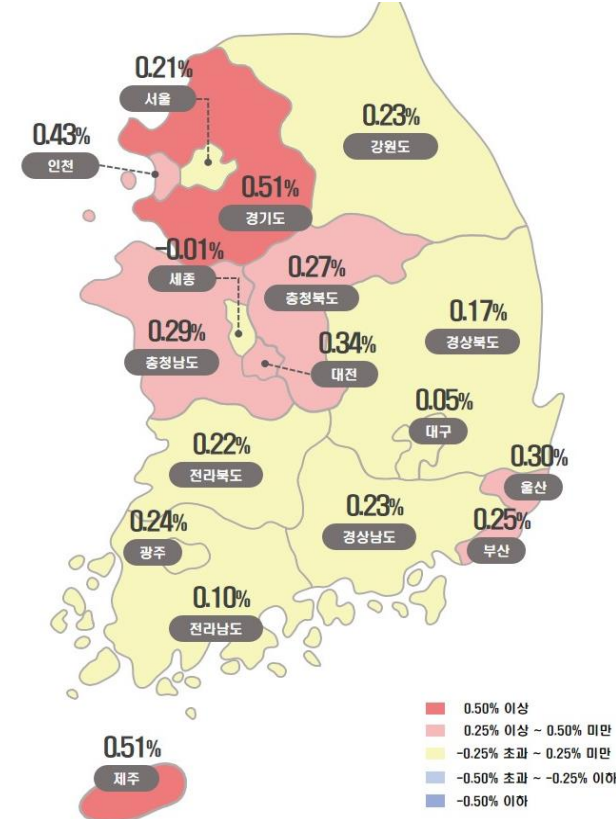 0.21%
서울
0.43%
인천
0.23%
강원도
0.51%
경기도
-0.01%
세종
0.27%
충청북도
0.29%
충청남도
0.34%
대전
0.17%
경상북도
0.05%
대구
0.22%
전라북도
0.30%
울산
0.24%
광주
0.23%
경상남도
0.25%
부산
0.10%
전라남도
0.51%
제주
0.50% 이상
0.25% 이상 ~ 0.50% 미만
-0.25% 초과 ~ 0.25% 미만
-0.50% 초과 ~ -0.25% 이하
-0.50% 이하